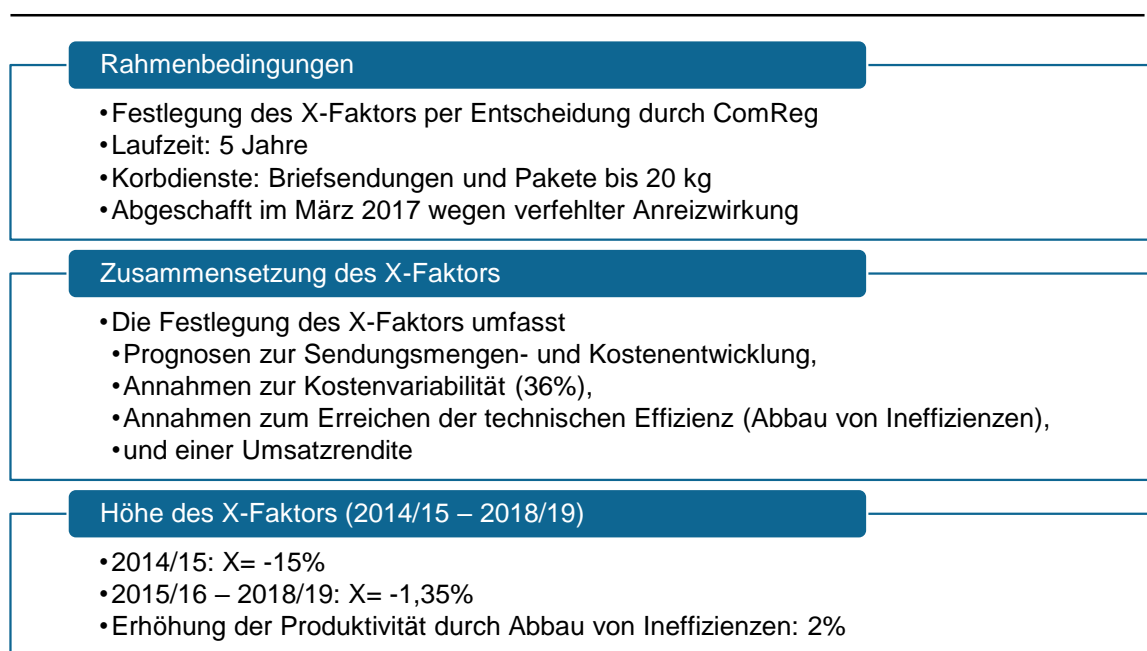 Rahmenbedingungen
•Festlegung des X-Faktors per Entscheidung durch ComReg
•Laufzeit: 5 Jahre
•Korbdienste: Briefsendungen und Pakete bis 20 kg
•Abgeschafft im März 2017 wegen verfehlter Anreizwirkung
Zusammensetzung des X-Faktors
•Die Festlegung des X-Faktors umfasst
•Prognosen zur Sendungsmengen- und Kostenentwicklung,
•Annahmen zur Kostenvariabilität (36%),
•Annahmen zum Erreichen der technischen Effizienz (Abbau von Ineffizienzen),
•und einer Umsatzrendite
Höhe des X-Faktors (2014/15 – 2018/19)
•2014/15: X= -15%
•2015/16 – 2018/19: X= -1,35%
•Erhöhung der Produktivität durch Abbau von Ineffizienzen: 2%